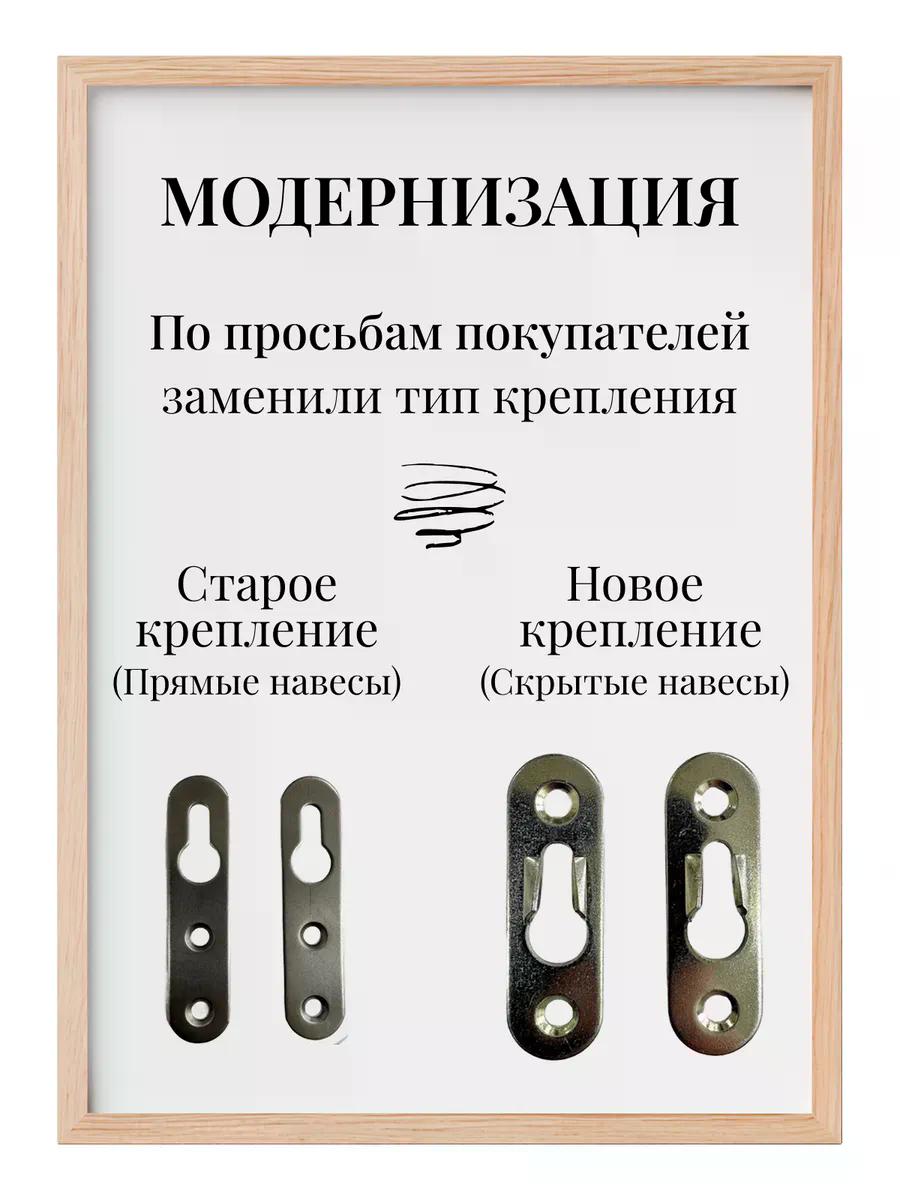 МОДЕРНИЗАЦИЯ
По просьбам покупателей
заменили тип крепления
Старое
крепление
(Прямые навесы)
Новое
крепление
(Скрытые навесы)